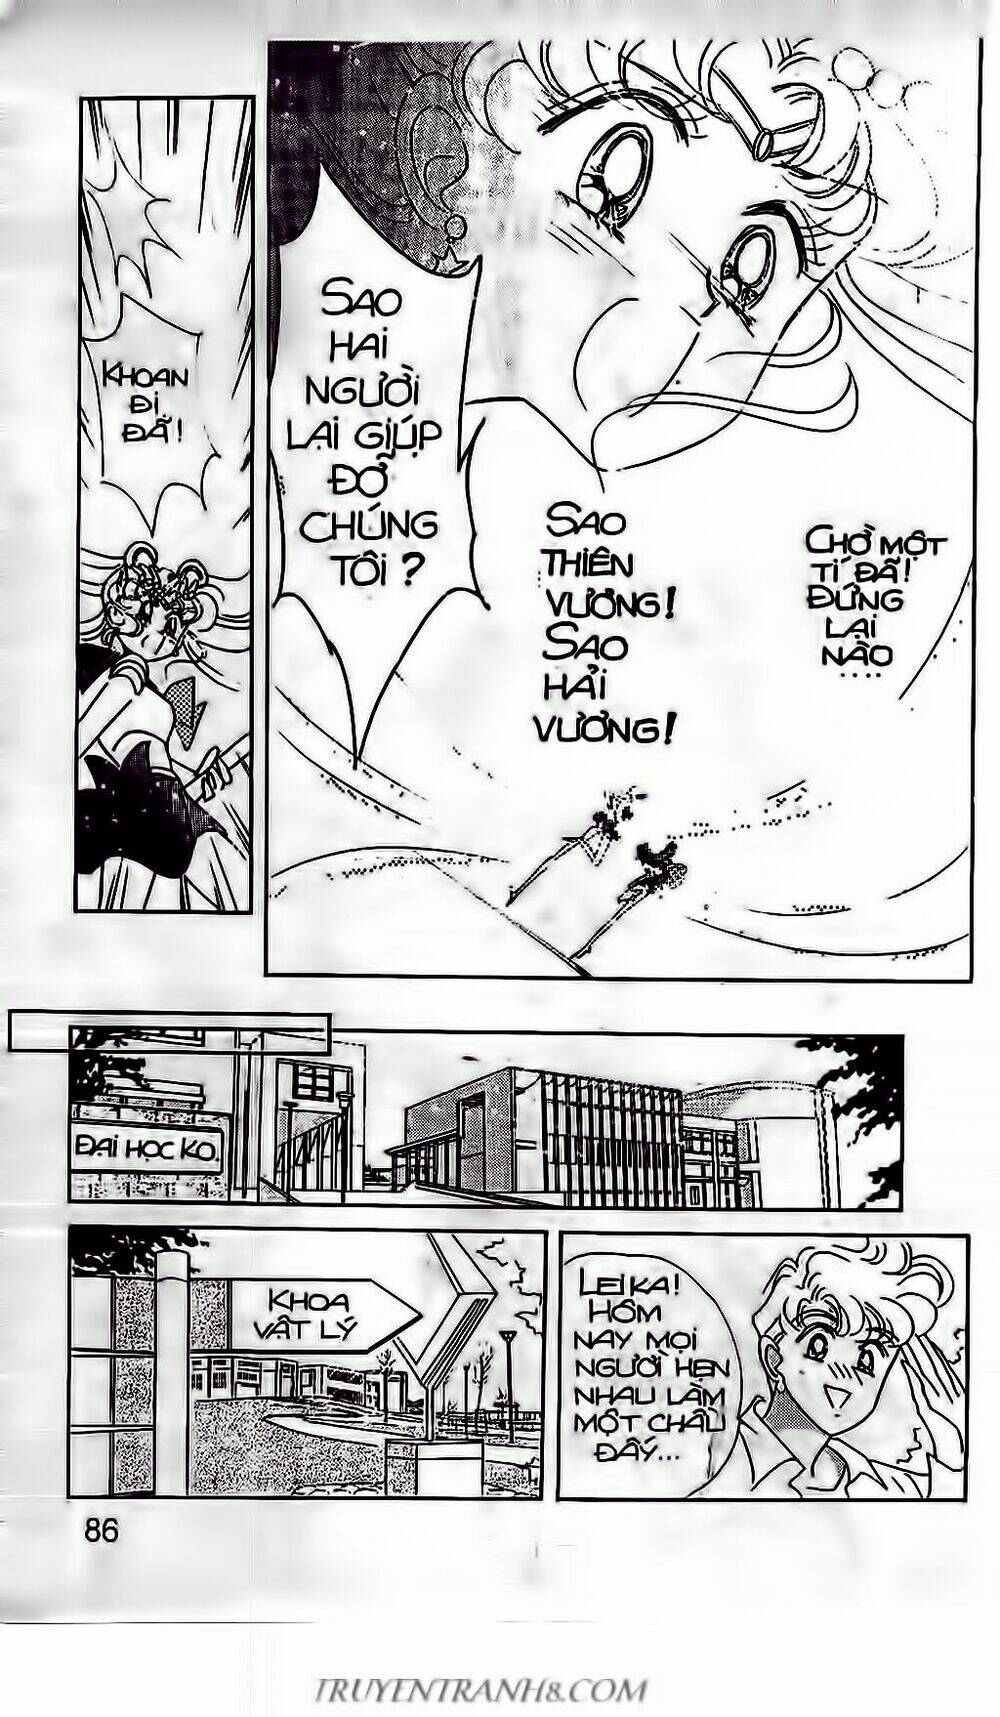 KHOAN
ĐI
ĐÃ!
SAO
HAI
NGƯỜI
LẠI GIÚP
ĐỠ
CHÚNG
TÔI?
SAO
THIÊN
VƯƠNG!
SAO
HẢI
VƯƠNG!
CHỜ MỘT
TÍ ĐÃ!
ĐỨNG
LẠI
NÀO
....
ĐẠI HỌC KO.
KHOA
VẬT LÝ
LEIKA!
HÔM
NAY MỌI
NGƯỜI HẸN
NHAU LÀM
MỘT CHẦU
ĐẤY...
86
TRUYENTRANH8.COM